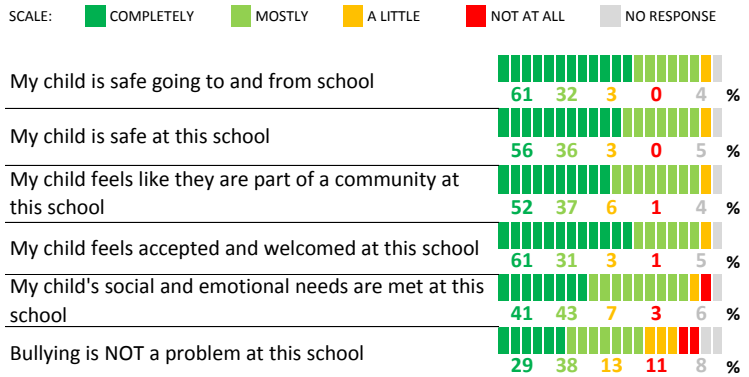 SCALE: COMPLETELY MOSTLY A LITTLE NOT AT ALL NO RESPONSE
My child is safe going to and from school
61 32 3 0 4 %
My child is safe at this school
56 36 3 0 5 %
My child feels like they are part of a community at
this school
52 37 6 1 4 %
My child feels accepted and welcomed at this school
61 31 3 1 5 %
My child's social and emotional needs are met at this
school
41 43 7 3 6 %
Bullying is NOT a problem at this school
29 38 13 11 8 %